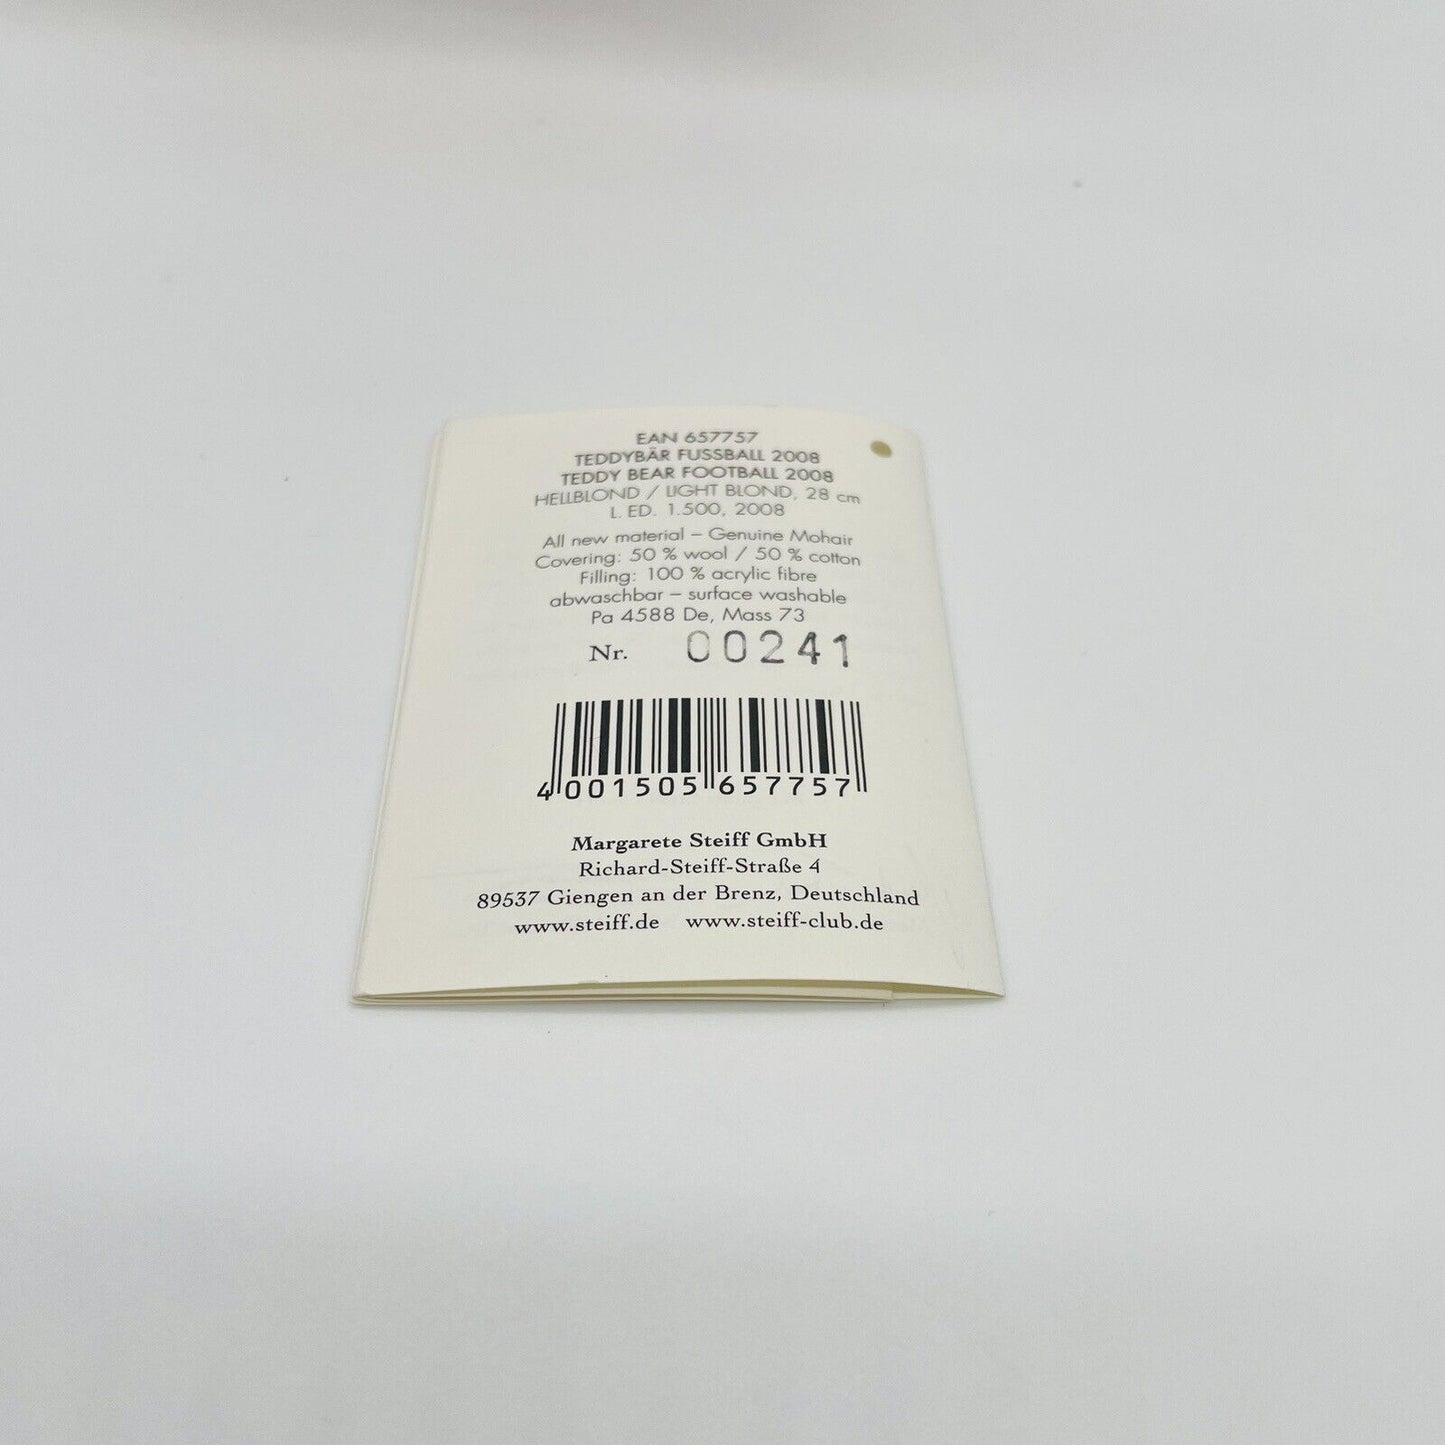 EAN 657757
TEDDYBÄR FUSSBALL 2008
TEDDY BEAR FOOTBALL 2008
HELLBLOND / LIGHT BLOND, 28 cm
L. ED. 1.500, 2008
All new material – Genuine Mohair
Covering: 50 % wool / 50 % cotton
Filling: 100 % acrylic fibre
abwaschbar – surface washable
Pa 4588 De, Mass 73
Nr. 00241
4 001505 657757
Margarete Steiff GmbH
Richard-Steiff-Straße 4
89537 Giengen an der Brenz, Deutschland
www.steiff.de www.steiff-club.de